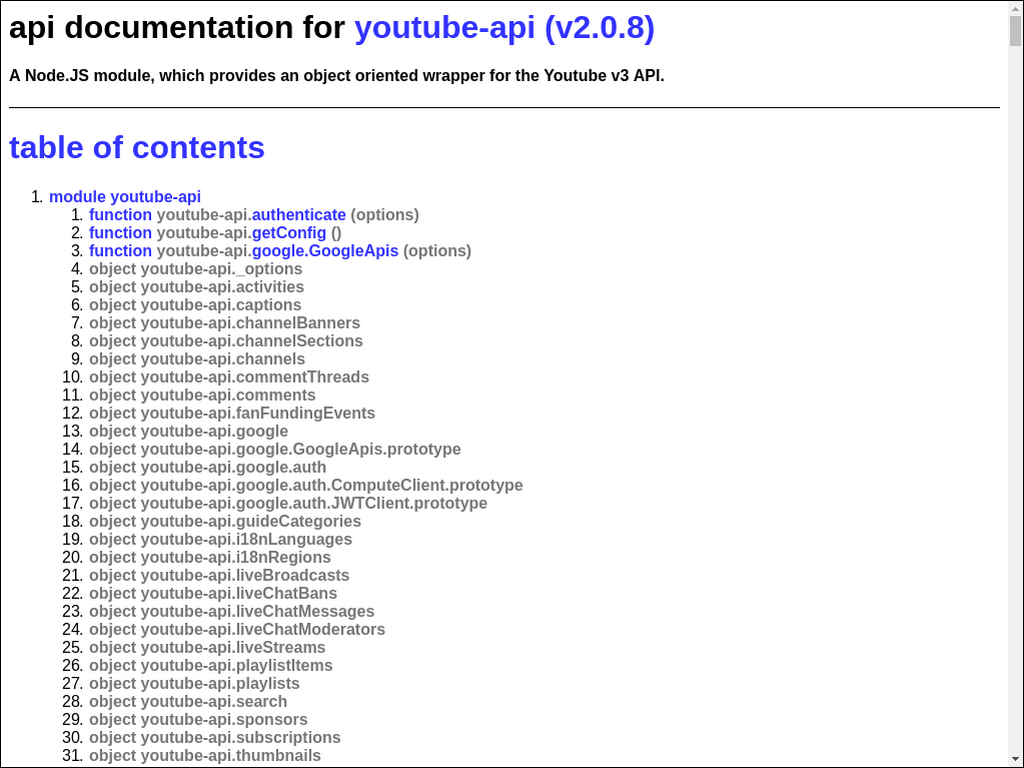 api documentation for youtube-api (v2.0.8)
A Node.JS module, which provides an object oriented wrapper for the Youtube v3 API.
table of contents
1. module youtube-api
1. function youtube-api.authenticate (options)
2. function youtube-api.getConfig ()
3. function youtube-api.google.GoogleApis (options)
4. object youtube-api._options
5. object youtube-api.activities
6. object youtube-api.captions
7. object youtube-api.channelBanners
8. object youtube-api.channelSections
9. object youtube-api.channels
10. object youtube-api.commentThreads
11. object youtube-api.comments
12. object youtube-api.fanFundingEvents
13. object youtube-api.google
14. object youtube-api.google.GoogleApis.prototype
15. object youtube-api.google.auth
16. object youtube-api.google.auth.ComputeClient.prototype
17. object youtube-api.google.auth.JWTClient.prototype
18. object youtube-api.guideCategories
19. object youtube-api.i18nLanguages
20. object youtube-api.i18nRegions
21. object youtube-api.liveBroadcasts
22. object youtube-api.liveChatBans
23. object youtube-api.liveChatMessages
24. object youtube-api.liveChatModerators
25. object youtube-api.liveStreams
26. object youtube-api.playlistItems
27. object youtube-api.playlists
28. object youtube-api.search
29. object youtube-api.sponsors
30. object youtube-api.subscriptions
31. object youtube-api.thumbnails